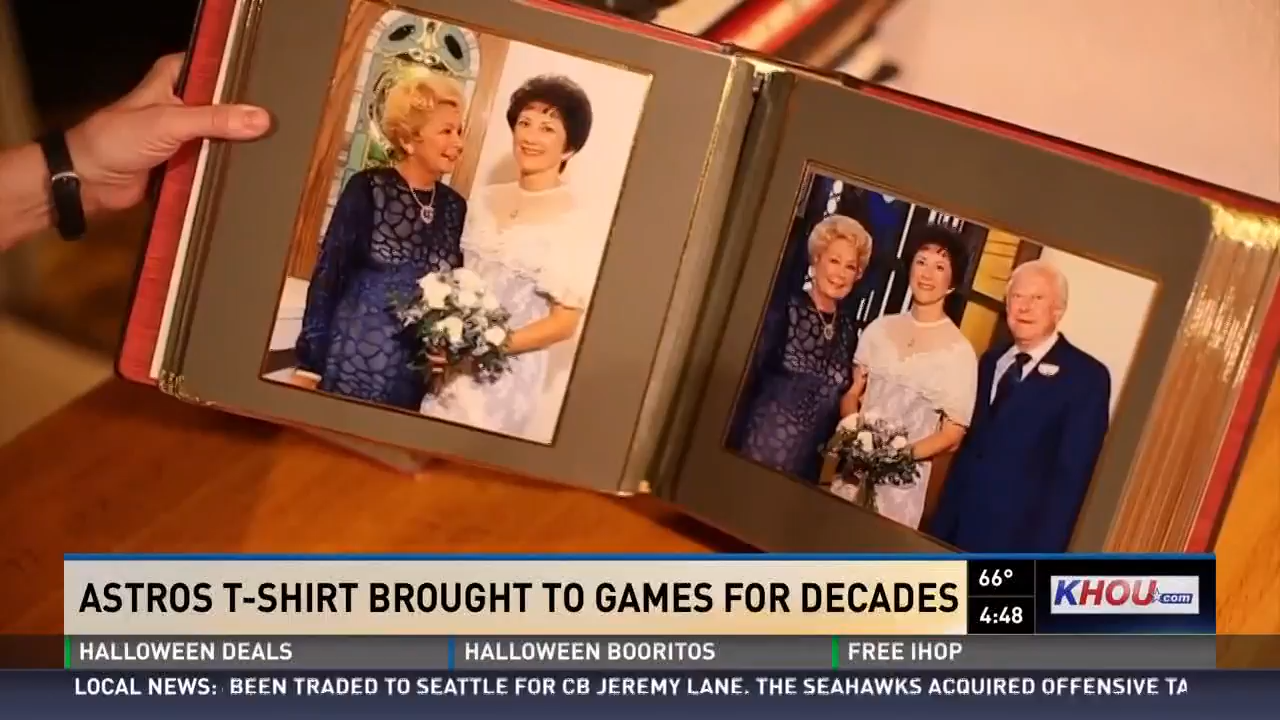 ASTROS T-SHIRT BROUGHT TO GAMES FOR DECADES
66°
4:48
KHOU.com
HALLOWEEN DEALS
HALLOWEEN BOORITOS
FREE IHOP
LOCAL NEWS: BEEN TRADED TO SEATTLE FOR CB JEREMY LANE. THE SEAHAWKS ACQUIRED OFFENSIVE TA